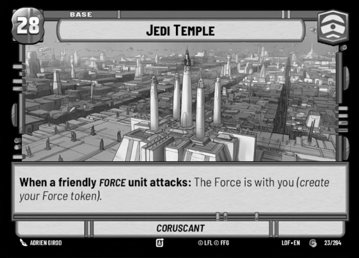 28
BASE
JEDI TEMPLE
When a friendly FORCE unit attacks: The Force is with you (create
your Force token).
CORUSCANT
ADRIEN GIRSO
© LFL © FFG
LOF • EN
23/264